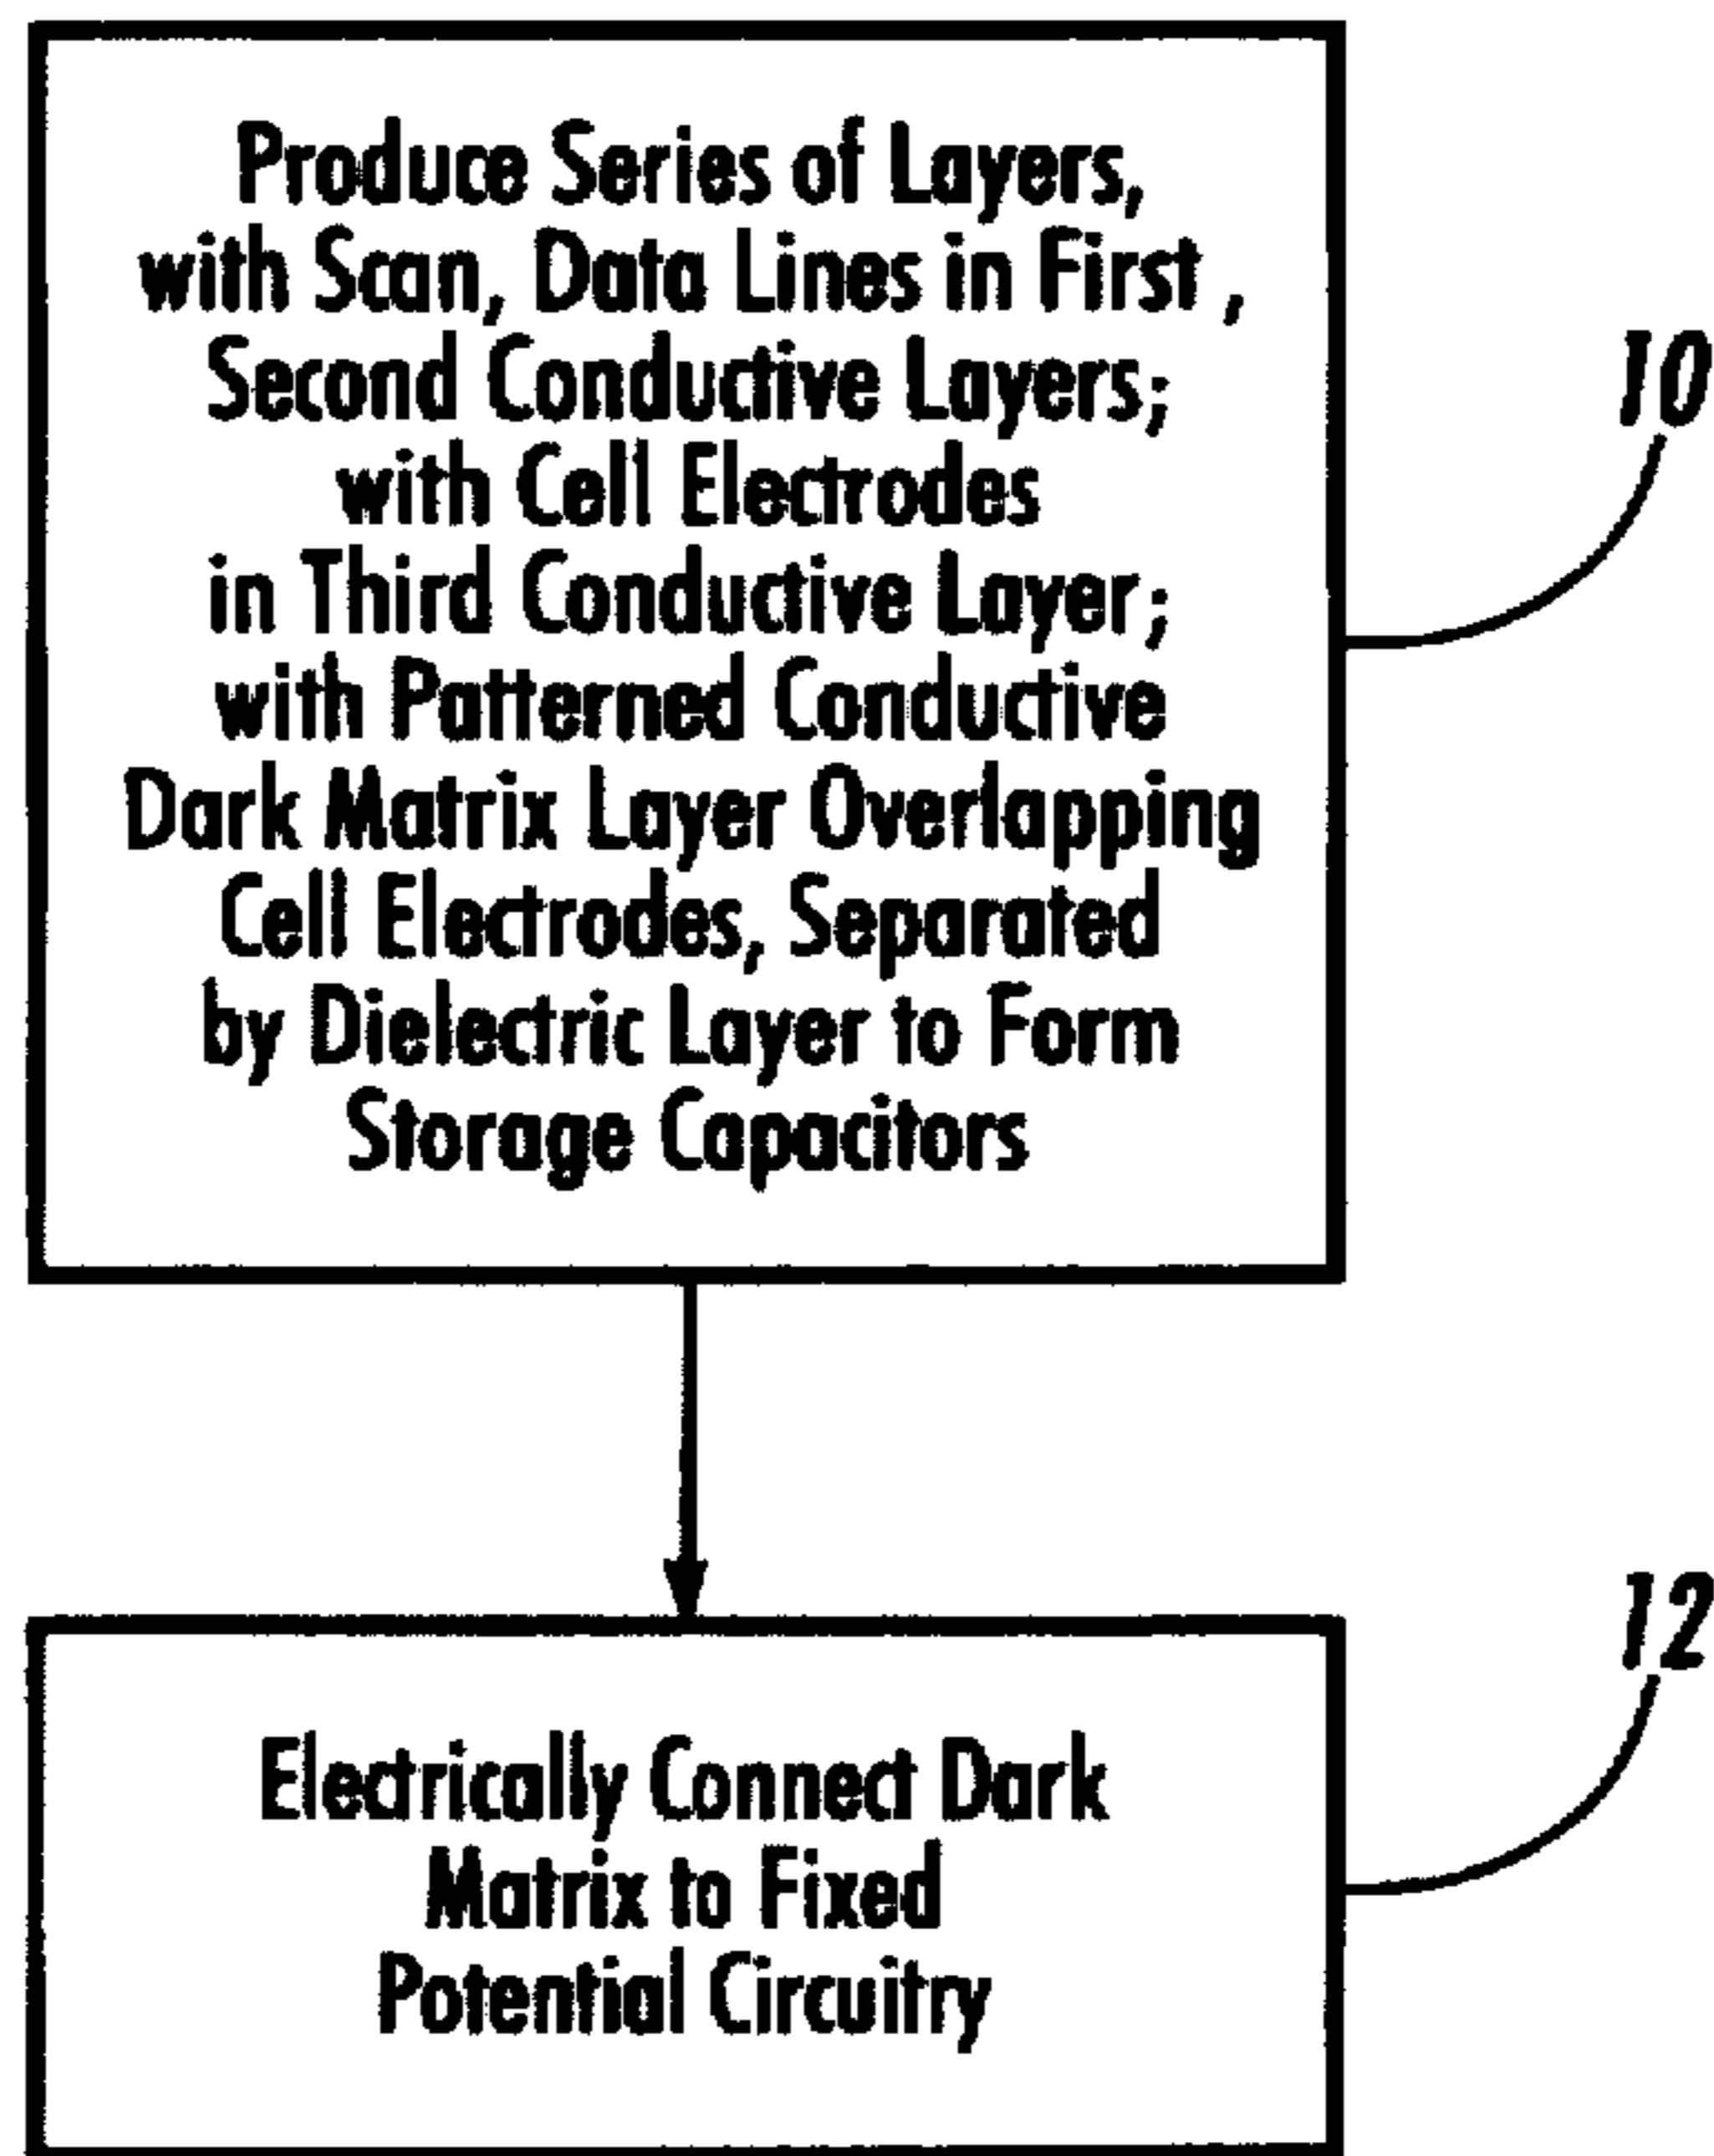 Produce Series of Layers,
with Scan, Data Lines in First ,
Second Conductive Layers;
with Cell Electrodes
in Third Conductive Layer;
with Patterned Conductive
Dark Matrix Layer Overlapping
Cell Electrodes, Separated
by Dielectric Layer to Form
Storage Capacitors
10
Electrically Connect Dark
Matrix to Fixed
Potential Circuitry
12